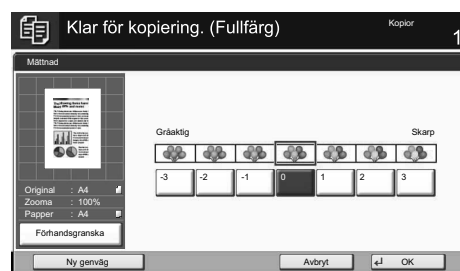 Klar för kopiering. (Fullfärg)
Kopior
1
Mättnad
Gråaktig
Skarp
-3 -2 -1 0 1 2 3
Original : A4
Zooma : 100%
Papper : A4
Förhandsgranska
Ny genväg
Avbryt
OK